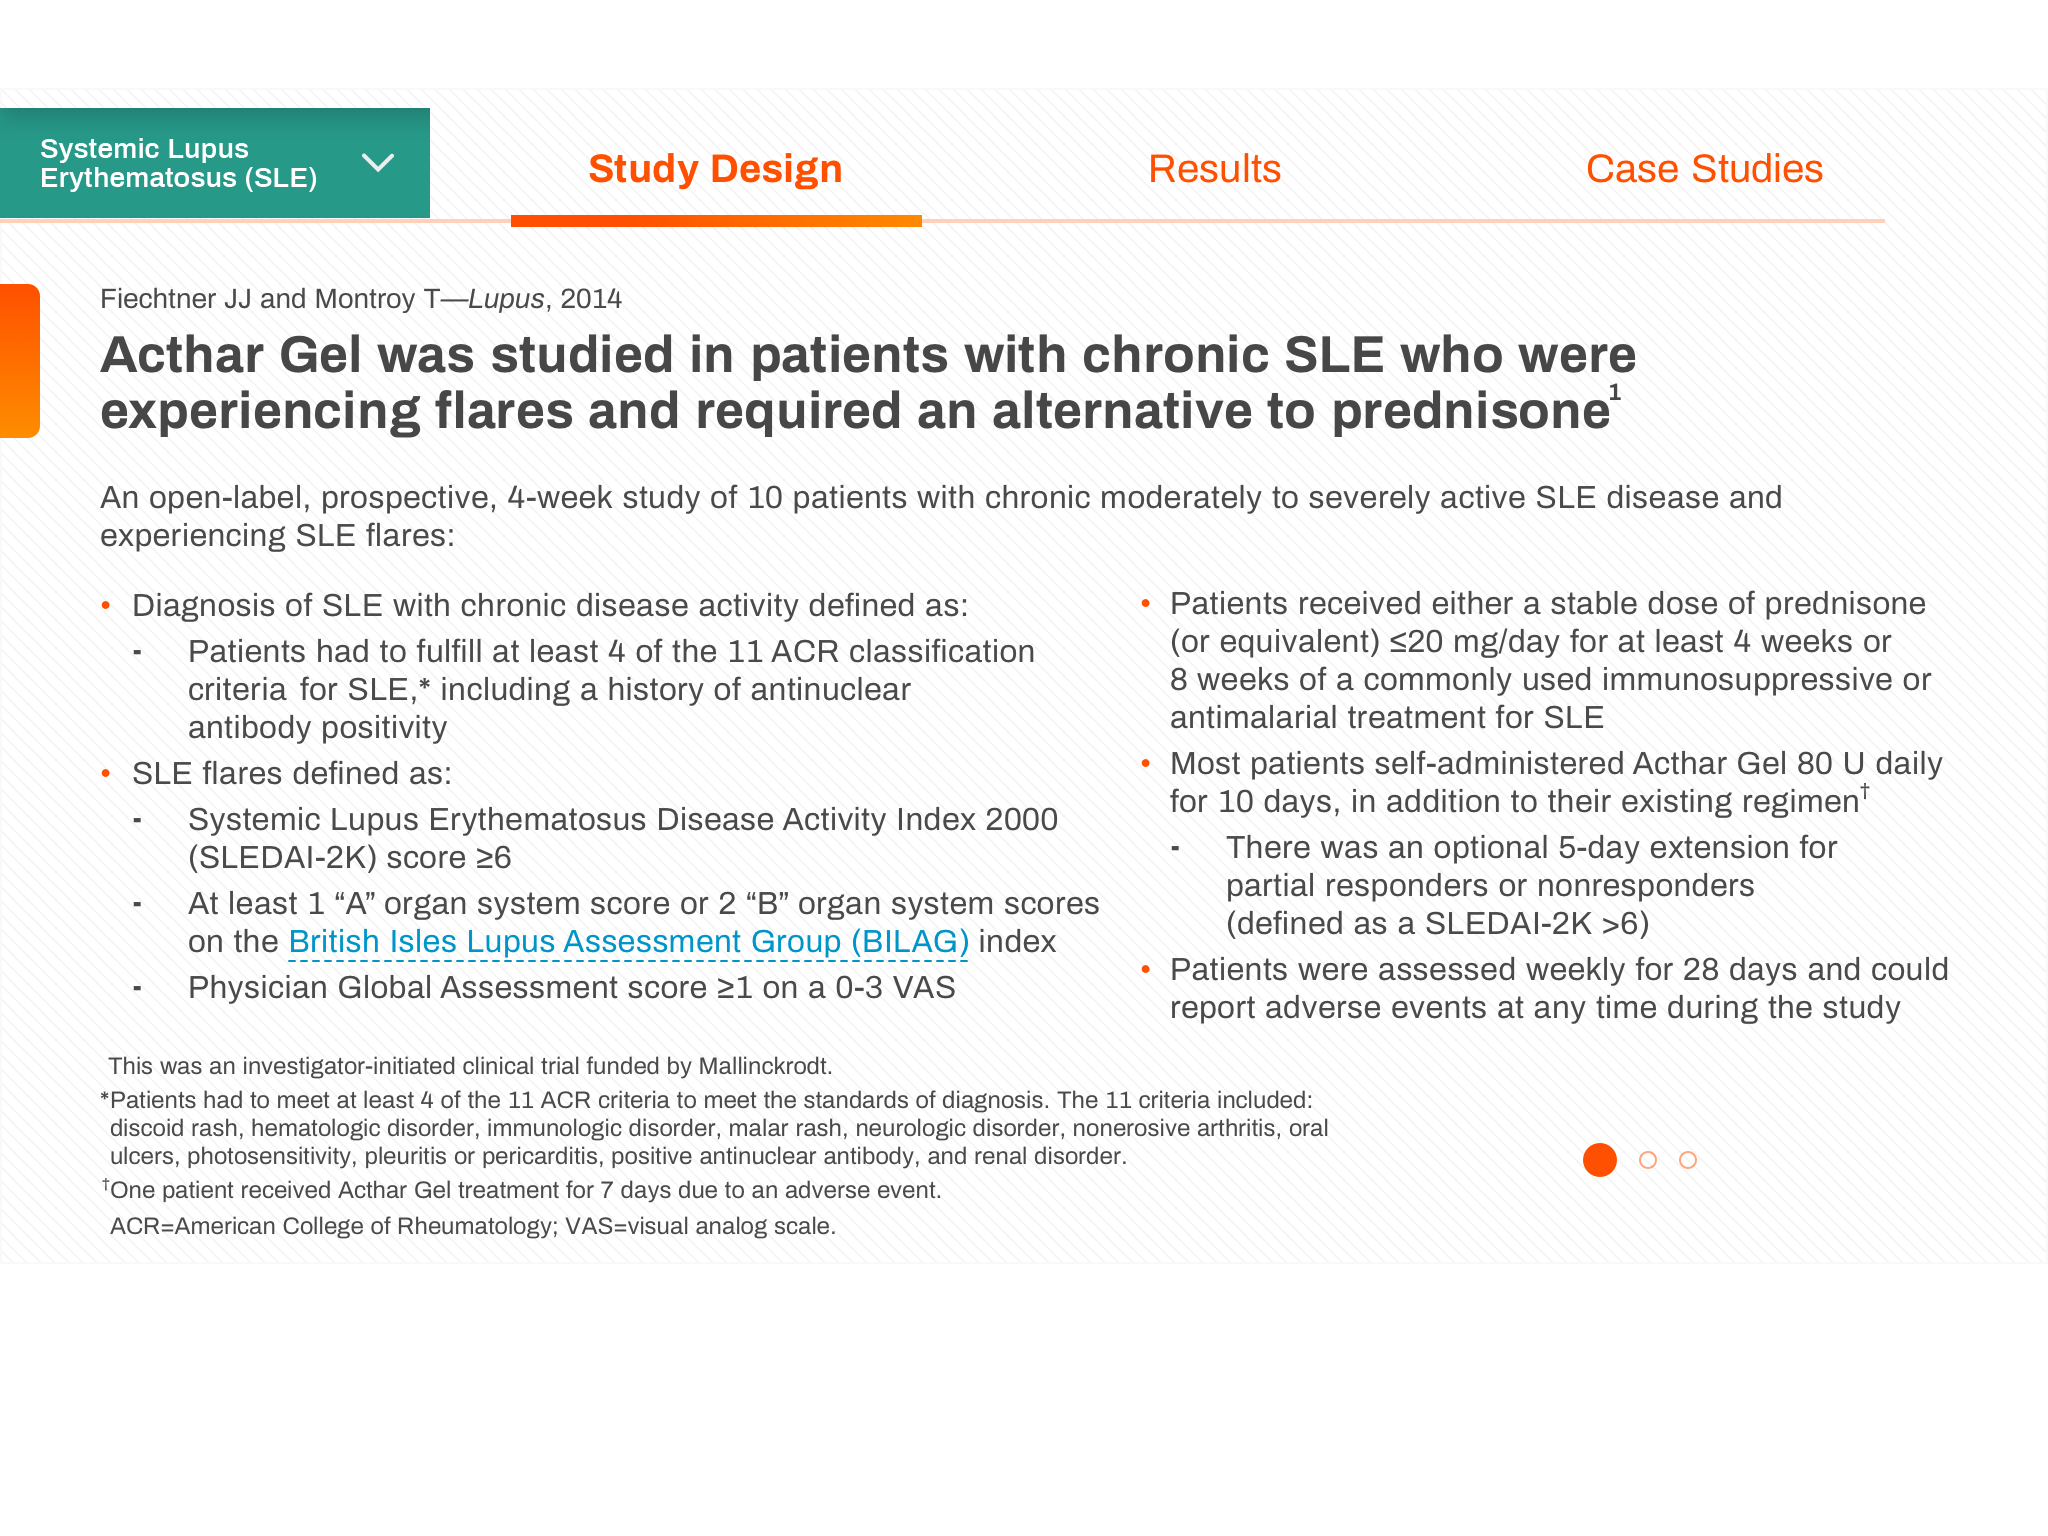 Systemic Lupus
Erythematosus (SLE)
Study Design
Results
Case Studies
Fiechtner JJ and Montroy T—Lupus, 2014
Acthar Gel was studied in patients with chronic SLE who were
experiencing flares and required an alternative to prednisone1
An open-label, prospective, 4-week study of 10 patients with chronic moderately to severely active SLE disease and
experiencing SLE flares:
• Diagnosis of SLE with chronic disease activity defined as:
- Patients had to fulfill at least 4 of the 11 ACR classification
criteria for SLE,* including a history of antinuclear
antibody positivity
• SLE flares defined as:
- Systemic Lupus Erythematosus Disease Activity Index 2000
(SLEDAI-2K) score ≥6
- At least 1 “A” organ system score or 2 “B” organ system scores
on the British Isles Lupus Assessment Group (BILAG) index
- Physician Global Assessment score ≥1 on a 0-3 VAS
• Patients received either a stable dose of prednisone
(or equivalent) ≤20 mg/day for at least 4 weeks or
8 weeks of a commonly used immunosuppressive or
antimalarial treatment for SLE
• Most patients self-administered Acthar Gel 80 U daily
for 10 days, in addition to their existing regimen†
- There was an optional 5-day extension for
partial responders or nonresponders
(defined as a SLEDAI-2K >6)
• Patients were assessed weekly for 28 days and could
report adverse events at any time during the study
This was an investigator-initiated clinical trial funded by Mallinckrodt.
*Patients had to meet at least 4 of the 11 ACR criteria to meet the standards of diagnosis. The 11 criteria included:
discoid rash, hematologic disorder, immunologic disorder, malar rash, neurologic disorder, nonerosive arthritis, oral
ulcers, photosensitivity, pleuritis or pericarditis, positive antinuclear antibody, and renal disorder.
†One patient received Acthar Gel treatment for 7 days due to an adverse event.
ACR=American College of Rheumatology; VAS=visual analog scale.